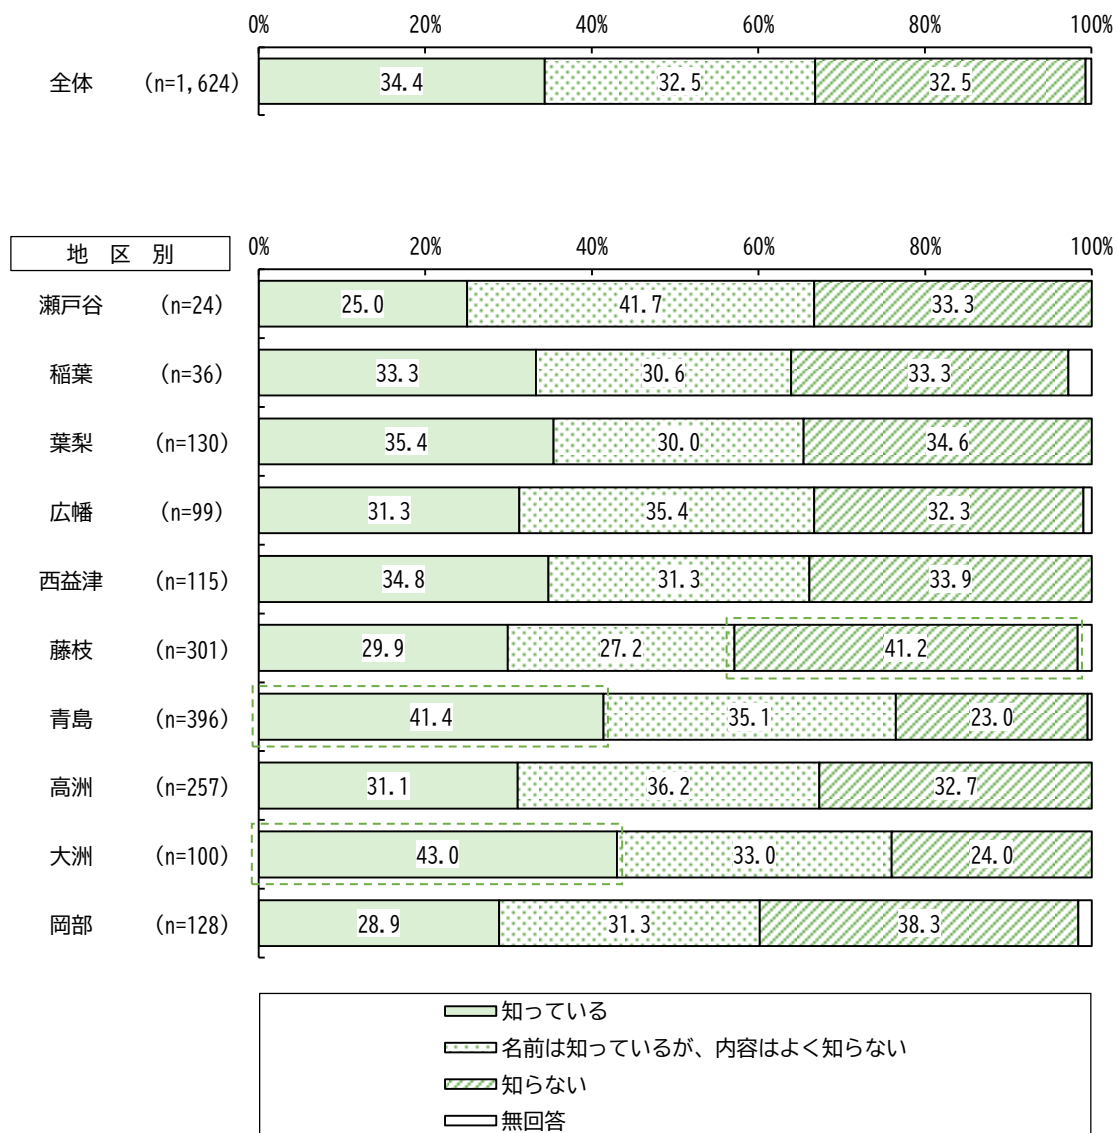 0% 20% 40% 60% 80% 100%
全体 (n=1,624) 34.4 32.5 32.5
地 区 別 0% 20% 40% 60% 80% 100%
瀬戸谷 (n=24) 25.0 41.7 33.3
稲葉 (n=36) 33.3 30.6 33.3
葉梨 (n=130) 35.4 30.0 34.6
広幡 (n=99) 31.3 35.4 32.3
西益津 (n=115) 34.8 31.3 33.9
藤枝 (n=301) 29.9 27.2 41.2
青島 (n=396) 41.4 35.1 23.0
高洲 (n=257) 31.1 36.2 32.7
大洲 (n=100) 43.0 33.0 24.0
岡部 (n=128) 28.9 31.3 38.3
知っている
名前は知っているが、内容はよく知らない
知らない
無回答